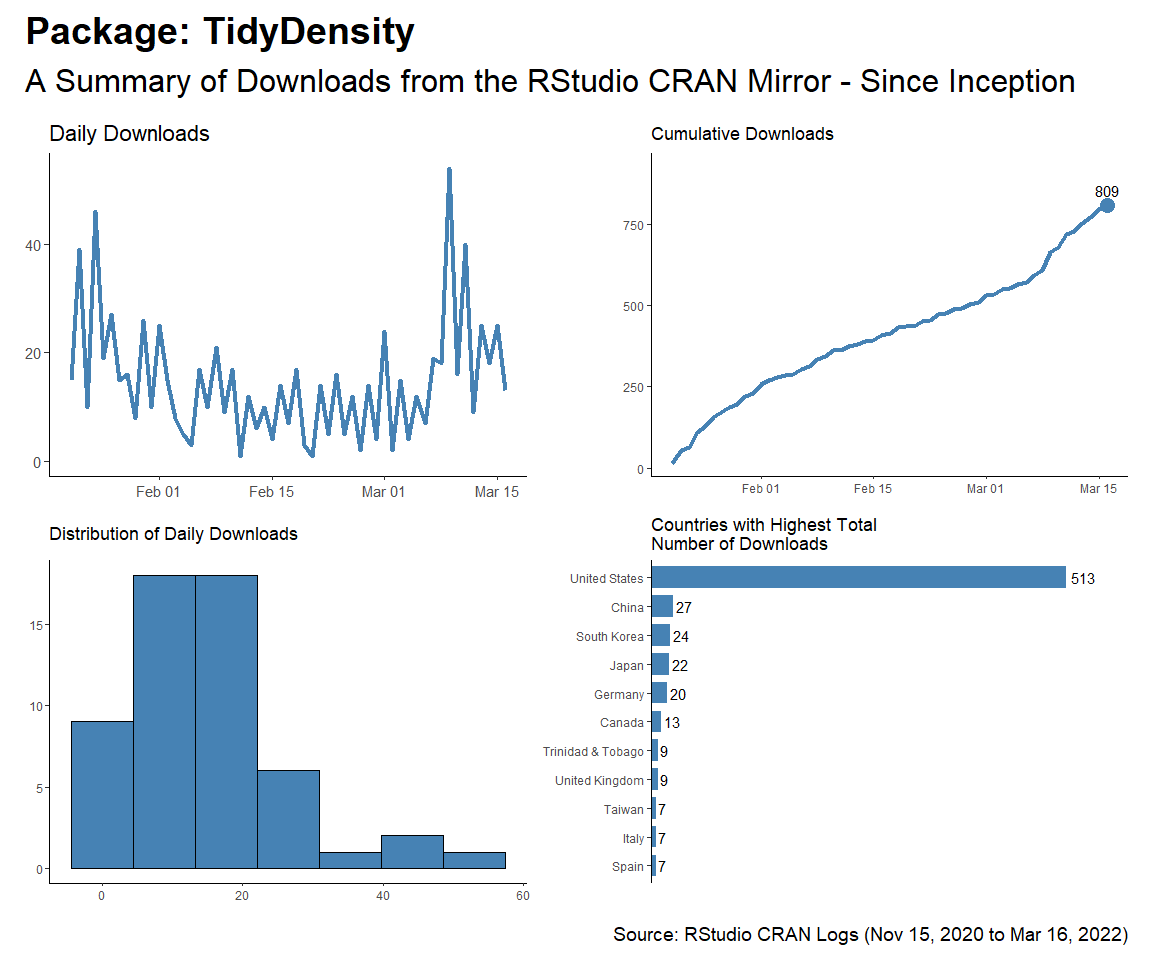 Package: TidyDensity
A Summary of Downloads from the RStudio CRAN Mirror - Since Inception
Daily Downloads
40
20
0
Feb 01
Feb 15
Mar 01
Mar 15
Cumulative Downloads
809
750
500
250
0
Feb 01
Feb 15
Mar 01
Mar 15
Distribution of Daily Downloads
15
10
5
0
0
20
40
60
Countries with Highest Total
Number of Downloads
United States 513
China 27
South Korea 24
Japan 22
Germany 20
Canada 13
Trinidad & Tobago 9
United Kingdom 9
Taiwan 7
Italy 7
Spain 7
Source: RStudio CRAN Logs (Nov 15, 2020 to Mar 16, 2022)